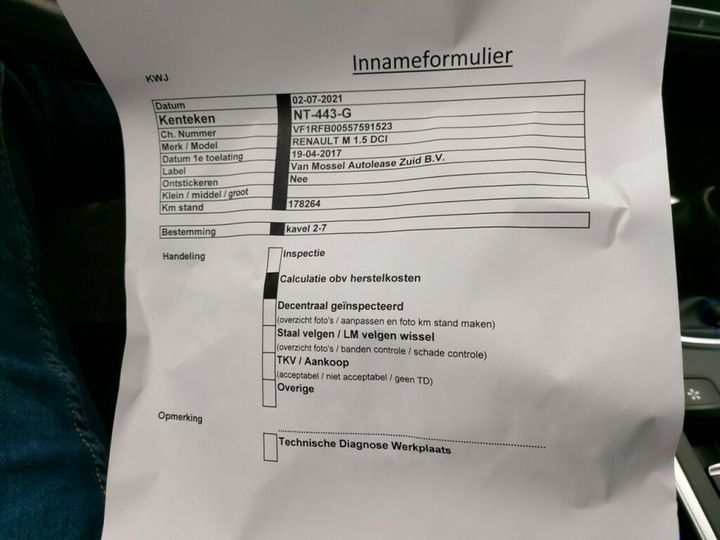 KWJ
Innameformulier
Datum 02-07-2021
Kenteken NT-443-G
Ch. Nummer VF1RFB00557591523
Merk / Model RENAULT M 1.5 DCI
Datum 1e toelating 19-04-2017
Label Van Mossel Autolease Zuid B.V.
Ontstickeren Nee
Klein / middel / groot
Km stand 178264
Bestemming kavel 2-7
Handeling Inspectie
Calculatie obv herstelkosten
Decentraal geïnspecteerd
(overzicht foto's / aanpassen en foto km stand maken)
Staal velgen / LM velgen wissel
(overzicht foto's / banden controle / schade controle)
TKV / Aankoop
(acceptabel / niet acceptabel / geen TD)
Overige
Opmerking
Technische Diagnose Werkplaats